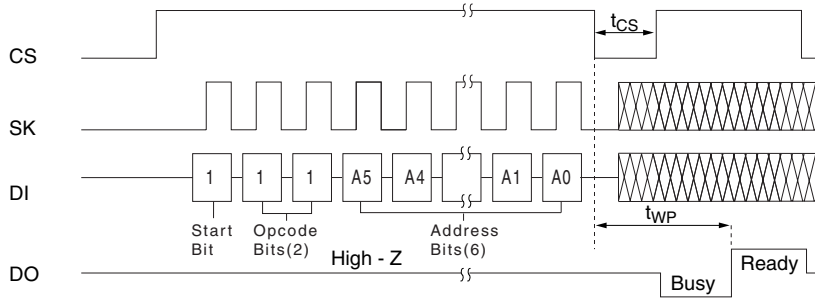 CS
tCS
SK
DI
1 1 1 A5 A4 A1 A0
Start
Bit
Opcode
Bits(2)
Address
Bits(6)
tWP
High - Z
DO
Busy
Ready